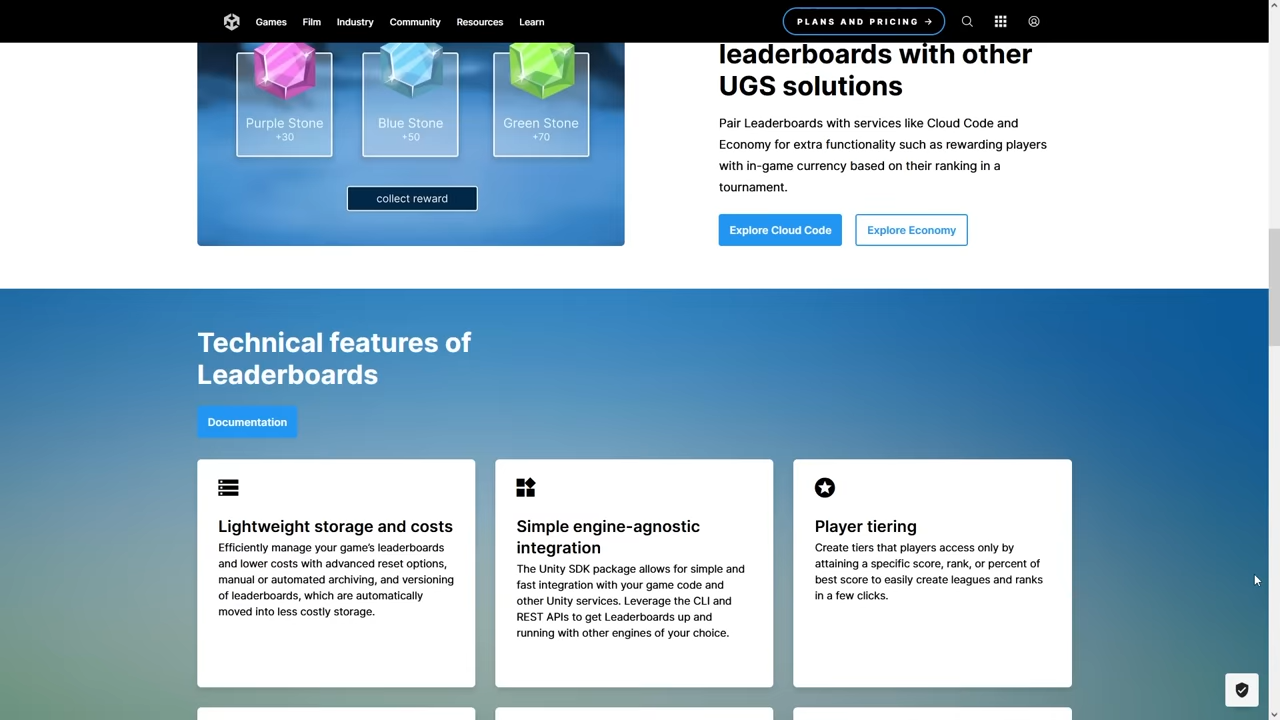 Games Film Industry Community Resources Learn PLANS AND PRICING →
Purple Stone
+30
Blue Stone
+50
Green Stone
+70
collect reward
leaderboards with other
UGS solutions
Pair Leaderboards with services like Cloud Code and
Economy for extra functionality such as rewarding players
with in-game currency based on their ranking in a
tournament.
Explore Cloud Code
Explore Economy
Technical features of
Leaderboards
Documentation
Lightweight storage and costs
Efficiently manage your game's leaderboards
and lower costs with advanced reset options,
manual or automated archiving, and versioning
of leaderboards, which are automatically
moved into less costly storage.
Simple engine-agnostic
integration
The Unity SDK package allows for simple and
fast integration with your game code and
other Unity services. Leverage the CLI and
REST APIs to get Leaderboards up and
running with other engines of your choice.
Player tiering
Create tiers that players access only by
attaining a specific score, rank, or percent of
best score to easily create leagues and ranks
in a few clicks.